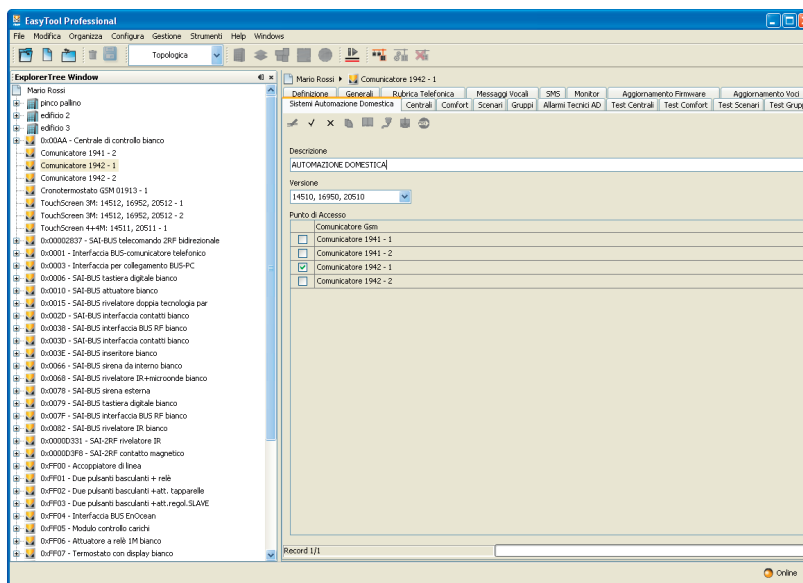 EasyTool Professional
File Modifica Organizza Configura Gestione Strumenti Help Windows
Topologica
ExplorerTree Window
Mario Rossi
pinco pallino
edificio 2
edificio 3
0x00AA - Centrale di controllo bianco
Comunicatore 1941 - 2
Comunicatore 1942 - 1
Comunicatore 1942 - 2
Cronotermostato GSM 01913 - 1
TouchScreen 3M: 14512, 16952, 20512 - 1
TouchScreen 3M: 14512, 16952, 20512 - 2
TouchScreen 4+4M: 14511, 20511 - 1
0x00002837 - SAI-BUS telecomando 2RF bidirezionale
0x0001 - Interfaccia BUS-comunicatore telefonico
0x0003 - Interfaccia per collegamento BUS-PC
0x0006 - SAI-BUS tastiera digitale bianco
0x0010 - SAI-BUS attuatore bianco
0x0015 - SAI-BUS rivelatore doppia tecnologia par
0x002D - SAI-BUS interfaccia contatti bianco
0x0038 - SAI-BUS interfaccia BUS RF bianco
0x003D - SAI-BUS interfaccia contatti bianco
0x003E - SAI-BUS inseritore bianco
0x0066 - SAI-BUS sirena da interno bianco
0x0068 - SAI-BUS rivelatore IR+microonde bianco
0x0078 - SAI-BUS sirena esterna
0x0079 - SAI-BUS tastiera digitale bianco
0x007F - SAI-BUS interfaccia BUS RF bianco
0x0082 - SAI-BUS rivelatore IR bianco
0x0000D331 - SAI-2RF rivelatore IR
0x0000D3F8 - SAI-2RF contatto magnetico
0xFF00 - Accoppiatore di linea
0xFF01 - Due pulsanti basculanti + relè
0xFF02 - Due pulsanti basculanti +att. tapparelle
0xFF03 - Due pulsanti basculanti +att.regol.SLAVE
0xFF04 - Interfaccia BUS EnOcean
0xFF05 - Modulo controllo carichi
0xFF06 - Attuatore a relè 1M bianco
0xFF07 - Termostato con display bianco
Mario Rossi Comunicatore 1942 - 1
Definizione Generali Rubrica Telefonica Messaggi Vocali SMS Monitor Aggiornamento Firmware Aggiornamento Voci
Sistemi Automazione Domestica Centrali Comfort Scenari Gruppi Allarmi Tecnici AD Test Centrali Test Comfort Test Scenari Test Grupp
Descrizione
AUTOMAZIONE DOMESTICA
Versione
14510, 16950, 20510
Punto di Accesso
Comunicatore Gsm
Comunicatore 1941 - 1
Comunicatore 1941 - 2
Comunicatore 1942 - 1
Comunicatore 1942 - 2
Record 1/1
Online